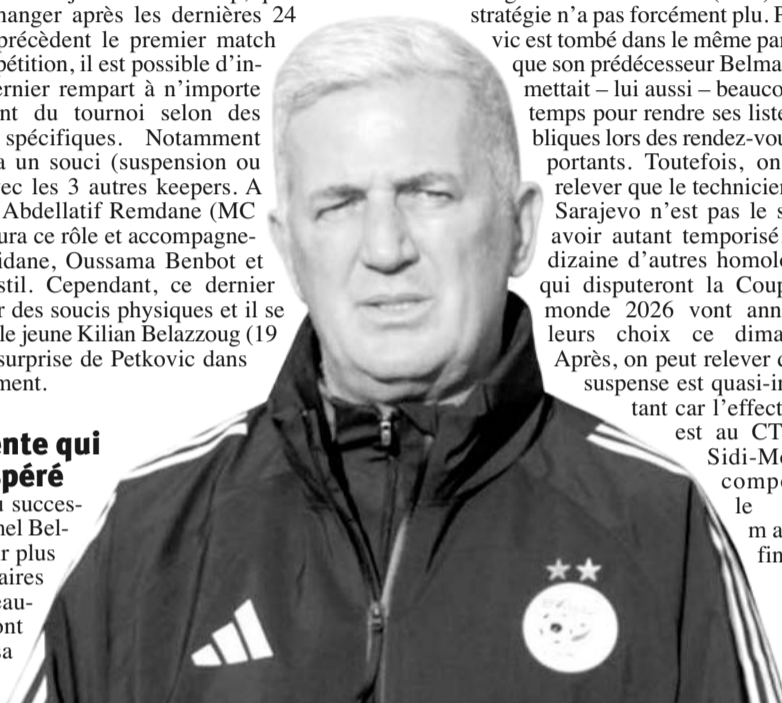 hanger après les dernières 24
précèdent le premier match
pétition, il est possible d'in-
ernier rempart à n'importe
nt du tournoi selon des
spécifiques. Notamment
a un souci (suspension ou
ec les 3 autres keepers. A
Abdellatif Remdane (MC
ura ce rôle et accompagne-
idane, Oussama Benbot et
stil. Cependant, ce dernier
r des soucis physiques et il se
le jeune Kilian Belazzoug (19
surprise de Petkovic dans
ment.
ente qui
péré
u succes-
nel Bel-
r plus
aires
eau-
ont
sa
stratégie n'a pas forcément plu. P
vic est tombé dans le même par
que son prédécesseur Belma
mettait – lui aussi – beauco
temps pour rendre ses liste
bliques lors des rendez-vou
portants. Toutefois, on
relever que le technicien
Sarajevo n'est pas le s
avoir autant temporisé
dizaine d'autres homolo
qui disputeront la Coup
monde 2026 vont ann
leurs choix ce dima
Après, on peut relever q
suspense est quasi-in
tant car l'effecti
est au CT
Sidi-Mo
compo
le
ma
fin